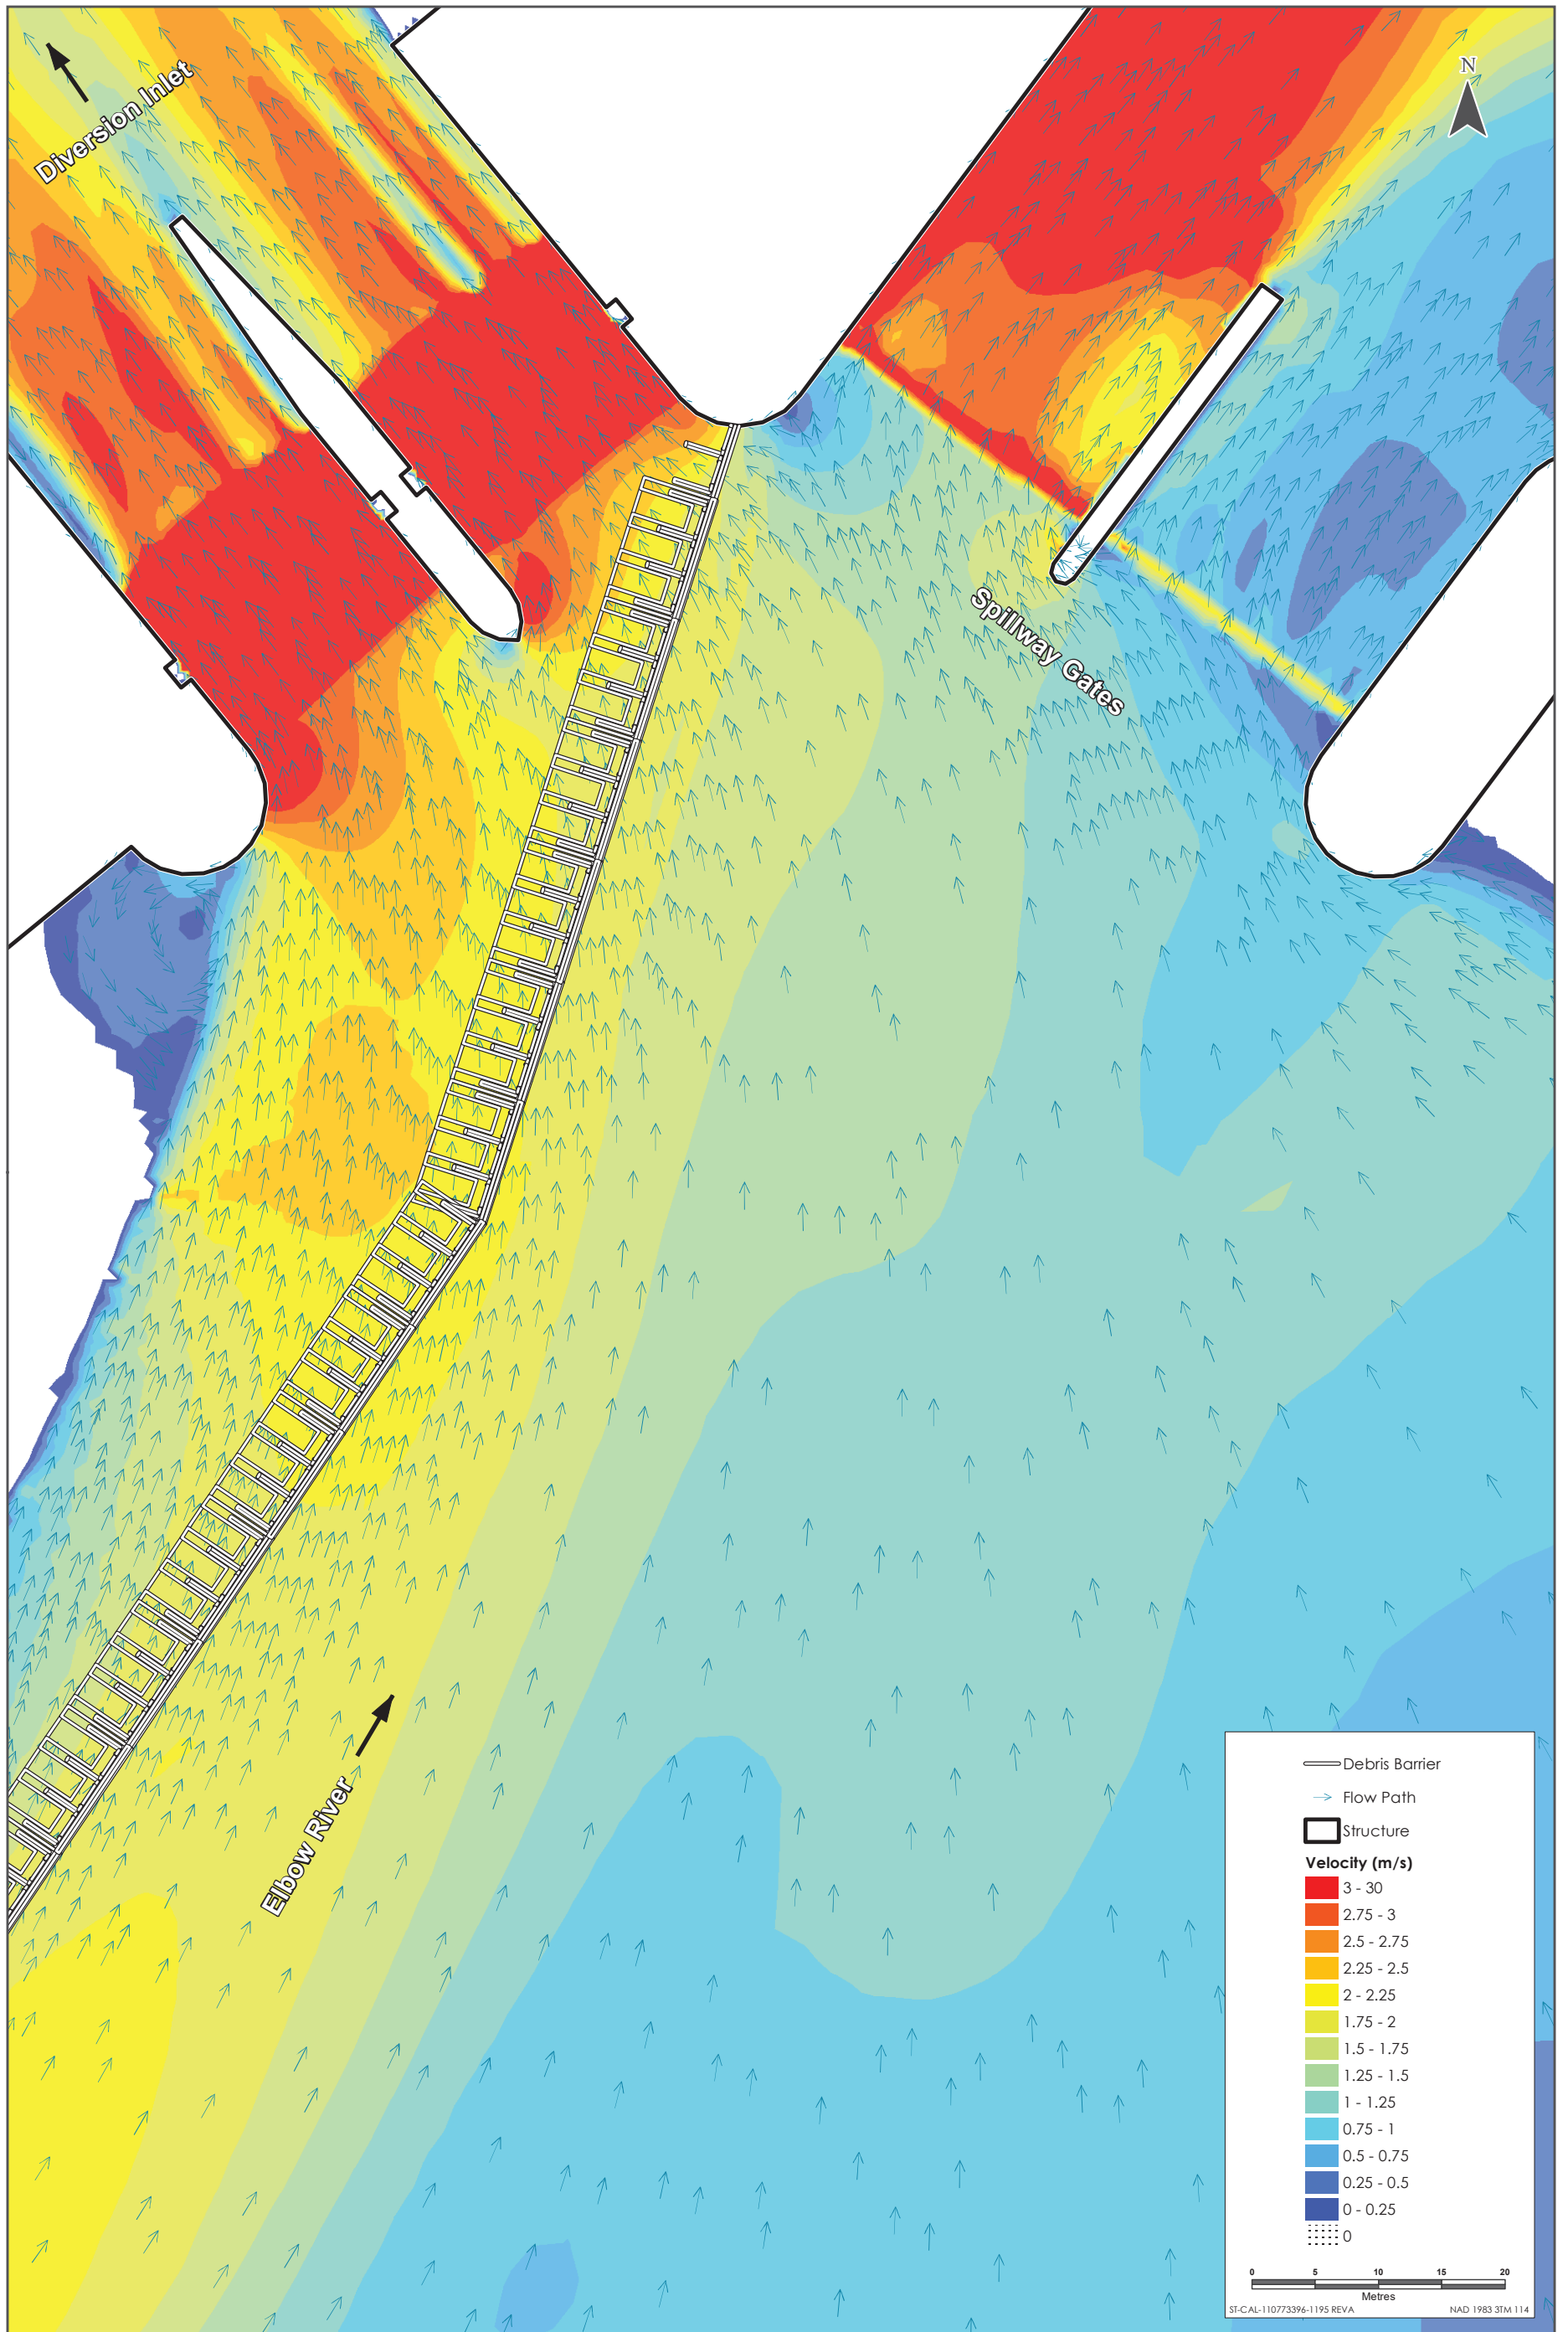 Diversion Inlet
N
Spillway Gates
Elbow River
Debris Barrier
Flow Path
Structure
Velocity (m/s)
3 - 30
2.75 - 3
2.5 - 2.75
2.25 - 2.5
2 - 2.25
1.75 - 2
1.5 - 1.75
1.25 - 1.5
1 - 1.25
0.75 - 1
0.5 - 0.75
0.25 - 0.5
0 - 0.25
0
0 5 10 15 20
Metres
ST-CAL-110773396-1195 REVA NAD 1983 3TM 114